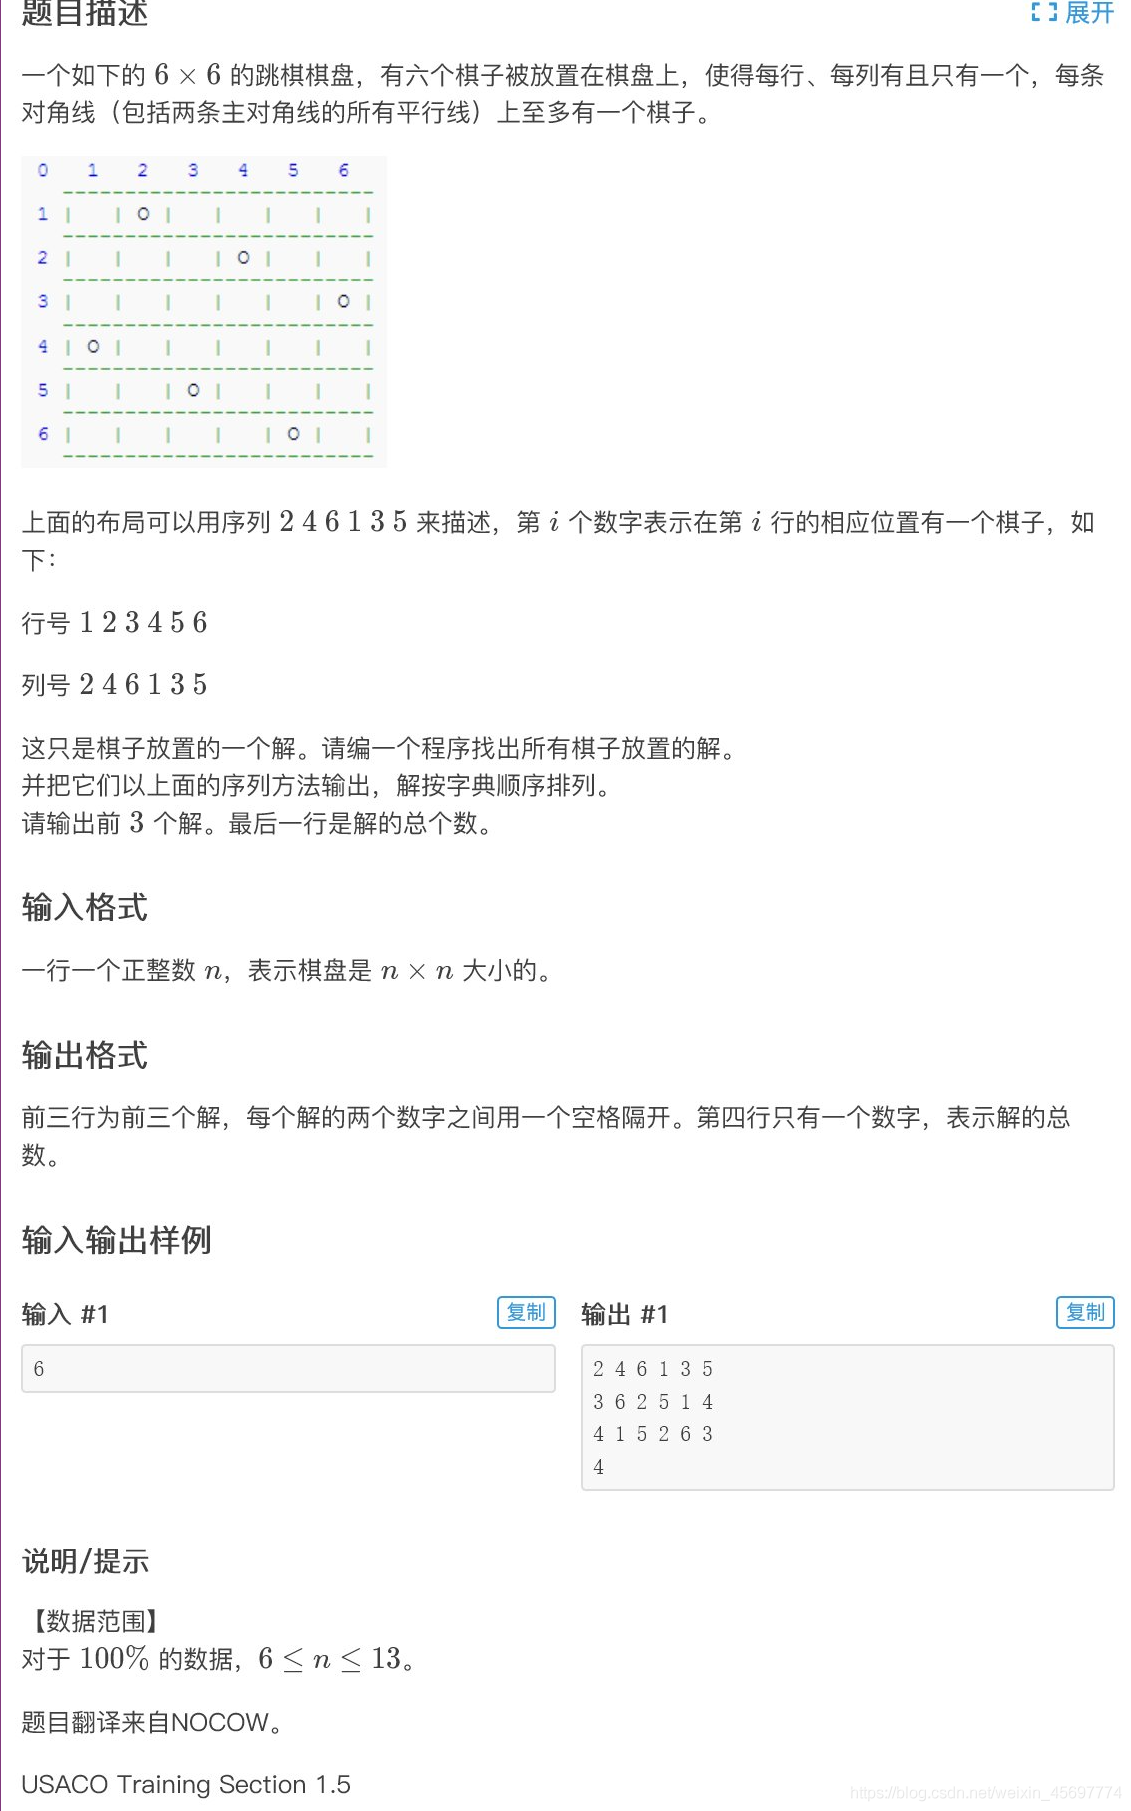 题目描述
展开
一个如下的 6 × 6 的跳棋棋盘，有六个棋子被放置在棋盘上，使得每行、每列有且只有一个，每条
对角线（包括两条主对角线的所有平行线）上至多有一个棋子。
0 1 2 3 4 5 6
--------------------------
1 | | O | | | | |
--------------------------
2 | | | | O | | |
--------------------------
3 | | | | | | O |
--------------------------
4 | O | | | | | |
--------------------------
5 | | | O | | | |
--------------------------
6 | | | | | O | |
--------------------------
上面的布局可以用序列 2 4 6 1 3 5 来描述，第 i 个数字表示在第 i 行的相应位置有一个棋子，如
下：
行号 1 2 3 4 5 6
列号 2 4 6 1 3 5
这只是棋子放置的一个解。请编一个程序找出所有棋子放置的解。
并把它们以上面的序列方法输出，解按字典顺序排列。
请输出前 3 个解。最后一行是解的总个数。
输入格式
一行一个正整数 n，表示棋盘是 n × n 大小的。
输出格式
前三行为前三个解，每个解的两个数字之间用一个空格隔开。第四行只有一个数字，表示解的总
数。
输入输出样例
输入 #1
复制
6
输出 #1
复制
2 4 6 1 3 5
3 6 2 5 1 4
4 1 5 2 6 3
4
说明/提示
【数据范围】
对于 100% 的数据，6 ≤ n ≤ 13。
题目翻译来自NOCOW。
USACO Training Section 1.5
https://blog.csdn.net/weixin_45697774